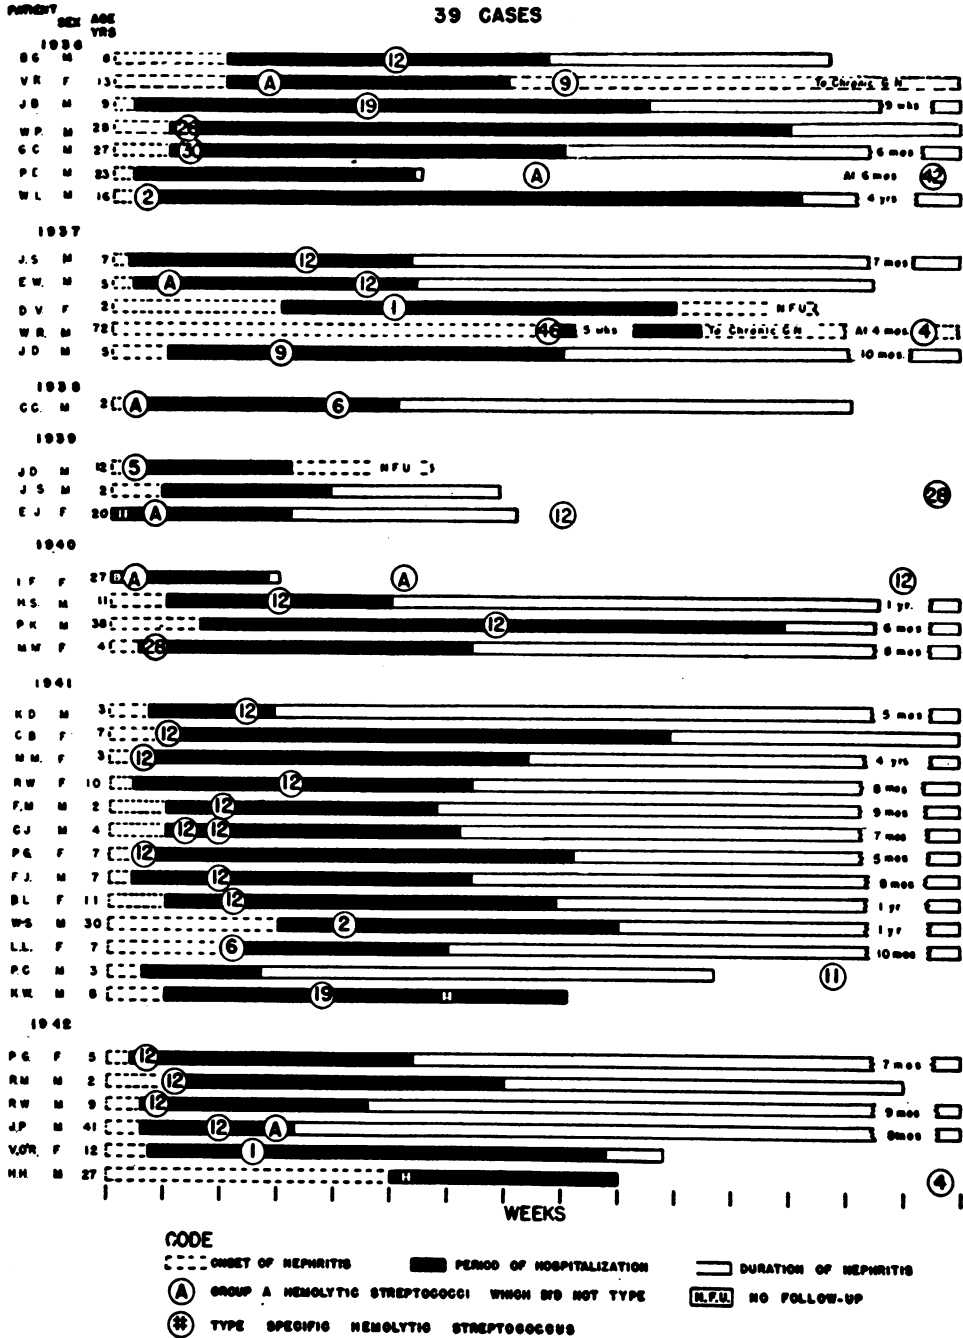 39 CASES
PATIENT SEX AGE YRS
1936
B G M 8 12
V R F 13 A 9 To Chronic G N
J B M 9 19 9 wks
W P. M 28 26
G C M 27 30 6 mos
P E M 23 A At 6 mos 42
W L M 16 2 4 yrs
1937
J. S M 7 12 7 mos
E W. M 5 A 12
D V F 2 1 N F U
W R. M 72 46 5 wks To Chronic G N At 4 mos. 4
J D M 5 9 10 mos.
1938
G G. M 2 A 6
1939
J D M 12 5 N F U
J S M 2 28
E J F 20 H A 12
1940
I F F 27 A A 12
H S. M 11 12 1 yr.
P K M 38 12 6 mos
M M F 4 28 8 mos
1941
K D M 3 12 5 mos
C B F 7 12
M M. F 3 12 4 yrs
R W F 10 12 8 mos
F. M M 2 12 9 mos
C J M 4 12 12 7 mos
P G. F 7 12 5 mos
F J. M 7 12 8 mos
B L F 11 12 1 yr
W S M 30 2 1 yr
L. L. F 7 6 10 mos
P. C M 3 11
K W. M 8 19 H
1942
P G. F 5 12 7 mos
R M M 2 12
R W M 9 12 9 mos
J. P M 41 12 A 8 mos
V. O'R. F 12 1
H. H. M 27 H 4
WEEKS
CODE
ONSET OF NEPHRITIS PERIOD OF HOSPITALIZATION DURATION OF NEPHRITIS
A GROUP A HEMOLYTIC STREPTOCOCCI WHICH DID NOT TYPE N.F.U. NO FOLLOW-UP
# TYPE SPECIFIC HEMOLYTIC STREPTOCOCCUS